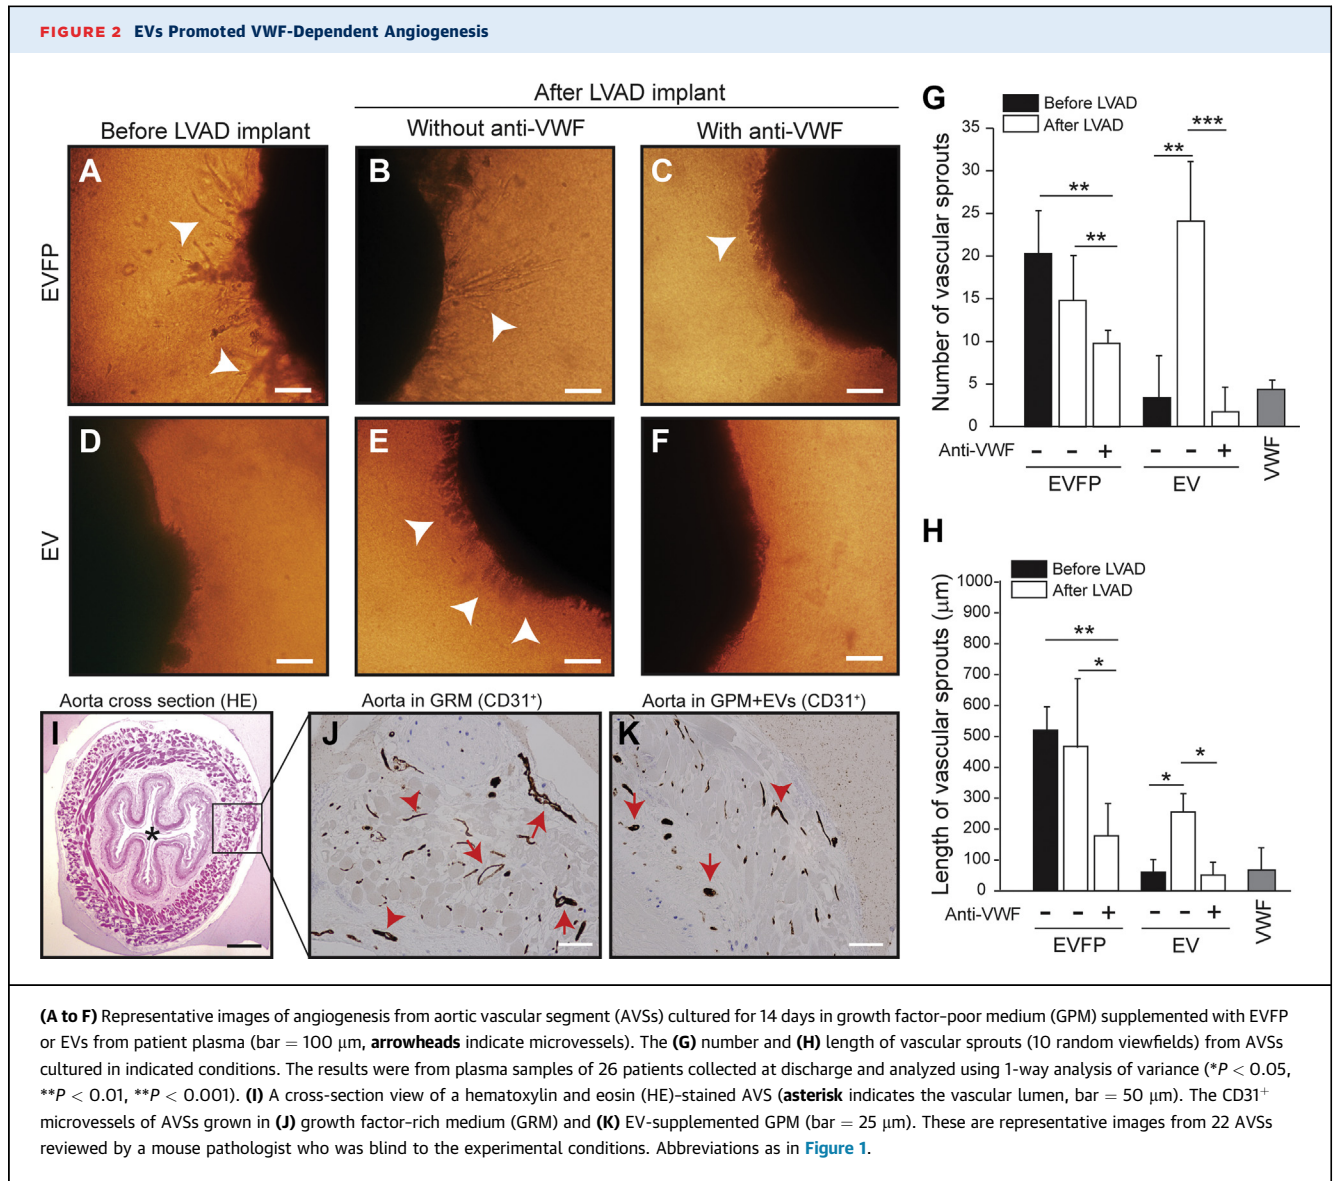 FIGURE 2 EVs Promoted VWF-Dependent Angiogenesis
After LVAD implant
Before LVAD implant
Without anti-VWF
With anti-VWF
EVFP
A
B
C
EV
D
E
F
Aorta cross section (HE)
Aorta in GRM (CD31⁺)
Aorta in GPM+EVs (CD31⁺)
I
*
J
K
G
Before LVAD
After LVAD
Number of vascular sprouts
35
30
25
20
15
10
5
0
**
**
**
***
Anti-VWF - - + - - +
EVFP
EV
VWF
H
Before LVAD
After LVAD
Length of vascular sprouts (µm)
1000
900
800
700
600
500
400
300
200
100
0
**
*
*
*
Anti-VWF - - + - - +
EVFP
EV
VWF
(A to F) Representative images of angiogenesis from aortic vascular segment (AVSs) cultured for 14 days in growth factor–poor medium (GPM) supplemented with EVFP
or EVs from patient plasma (bar = 100 µm, arrowheads indicate microvessels). The (G) number and (H) length of vascular sprouts (10 random viewfields) from AVSs
cultured in indicated conditions. The results were from plasma samples of 26 patients collected at discharge and analyzed using 1-way analysis of variance (*P < 0.05,
**P < 0.01, **P < 0.001). (I) A cross-section view of a hematoxylin and eosin (HE)-stained AVS (asterisk indicates the vascular lumen, bar = 50 µm). The CD31⁺
microvessels of AVSs grown in (J) growth factor–rich medium (GRM) and (K) EV-supplemented GPM (bar = 25 µm). These are representative images from 22 AVSs
reviewed by a mouse pathologist who was blind to the experimental conditions. Abbreviations as in Figure 1.